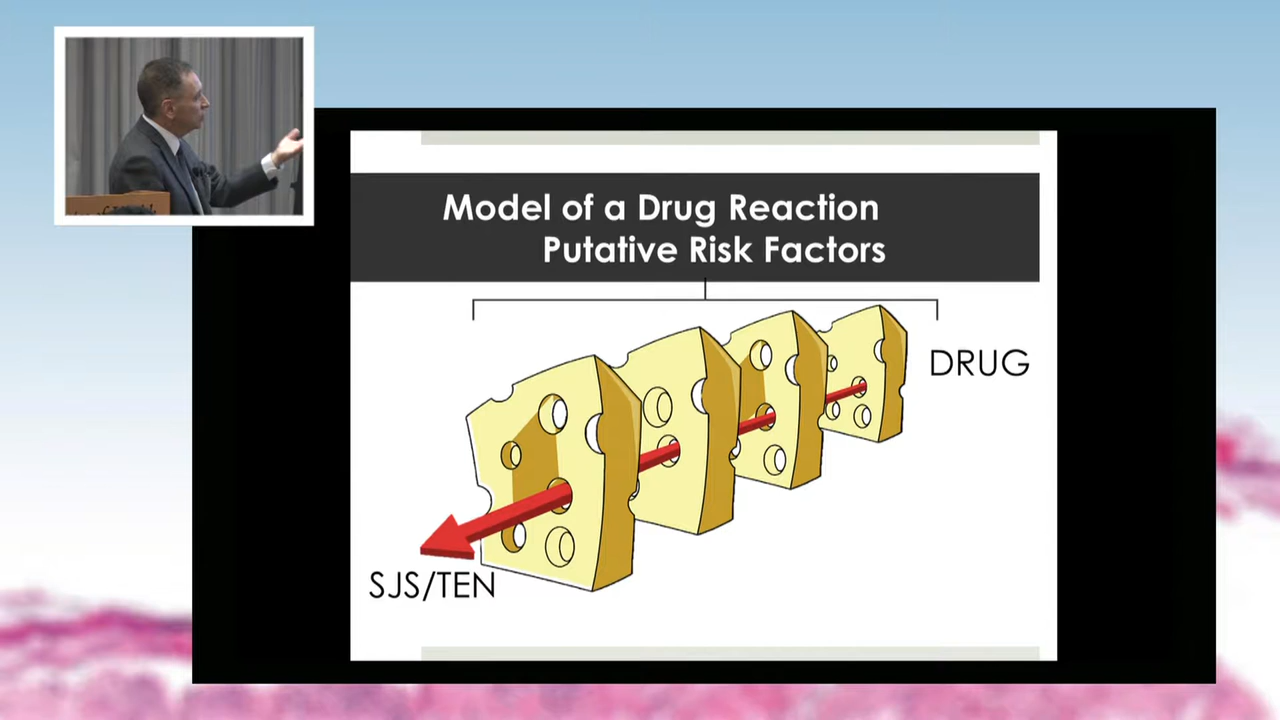 Model of a Drug Reaction
Putative Risk Factors
DRUG
SJS/TEN